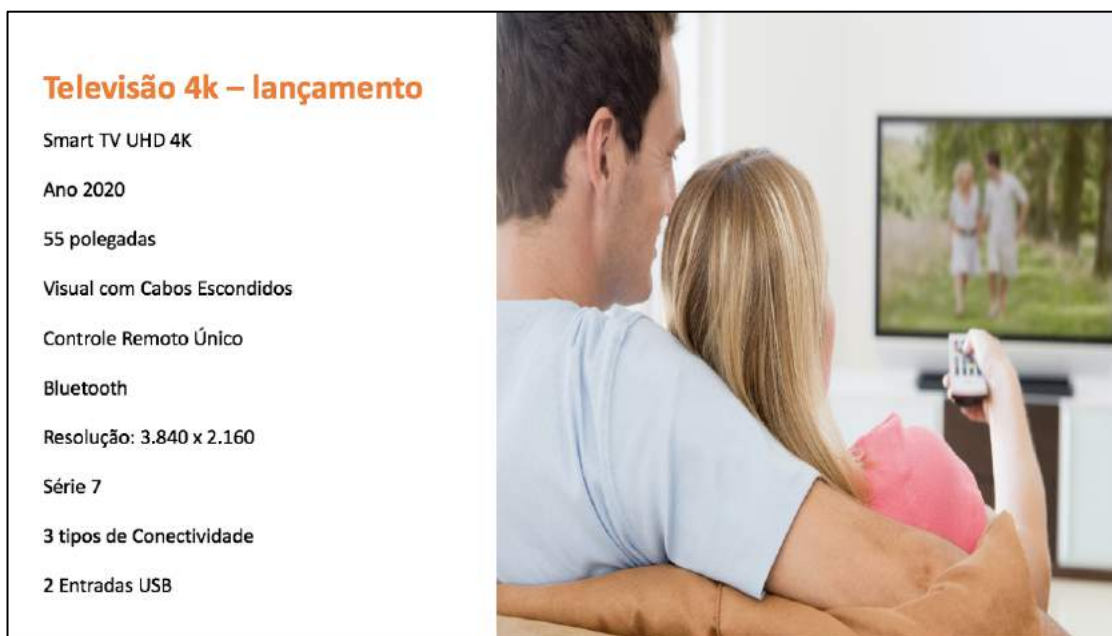 Televisão 4k – lançamento
Smart TV UHD 4K
Ano 2020
55 polegadas
Visual com Cabos Escondidos
Controle Remoto Único
Bluetooth
Resolução: 3.840 x 2.160
Série 7
3 tipos de Conectividade
2 Entradas USB